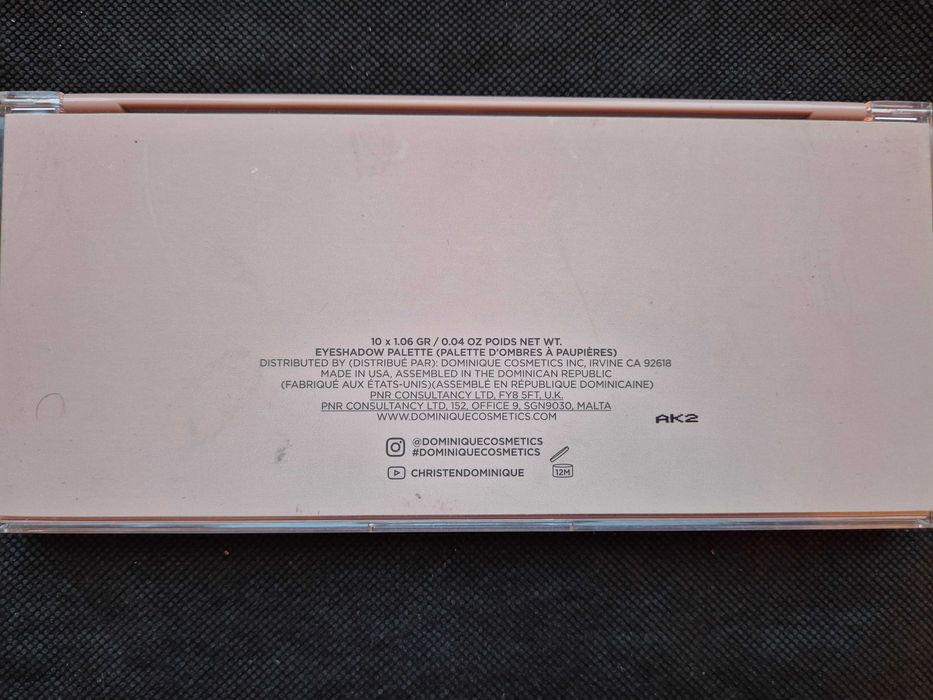 10 x 1.06 GR / 0.04 OZ POIDS NET WT.
EYESHADOW PALETTE (PALETTE D'OMBRES À PAUPIÈRES)
DISTRIBUTED BY (DISTRIBUÉ PAR): DOMINIQUE COSMETICS INC, IRVINE CA 92618
MADE IN USA, ASSEMBLED IN THE DOMINICAN REPUBLIC
(FABRIQUÉ AUX ÉTATS-UNIS)(ASSEMBLÉ EN RÉPUBLIQUE DOMINICAINE)
PNR CONSULTANCY LTD, FY8 5FT, U.K.
PNR CONSULTANCY LTD, 152, OFFICE 9, SGN9030, MALTA
WWW.DOMINIQUECOSMETICS.COM
AK2
@DOMINIQUECOSMETICS
#DOMINIQUECOSMETICS
CHRISTENDOMINIQUE
12M